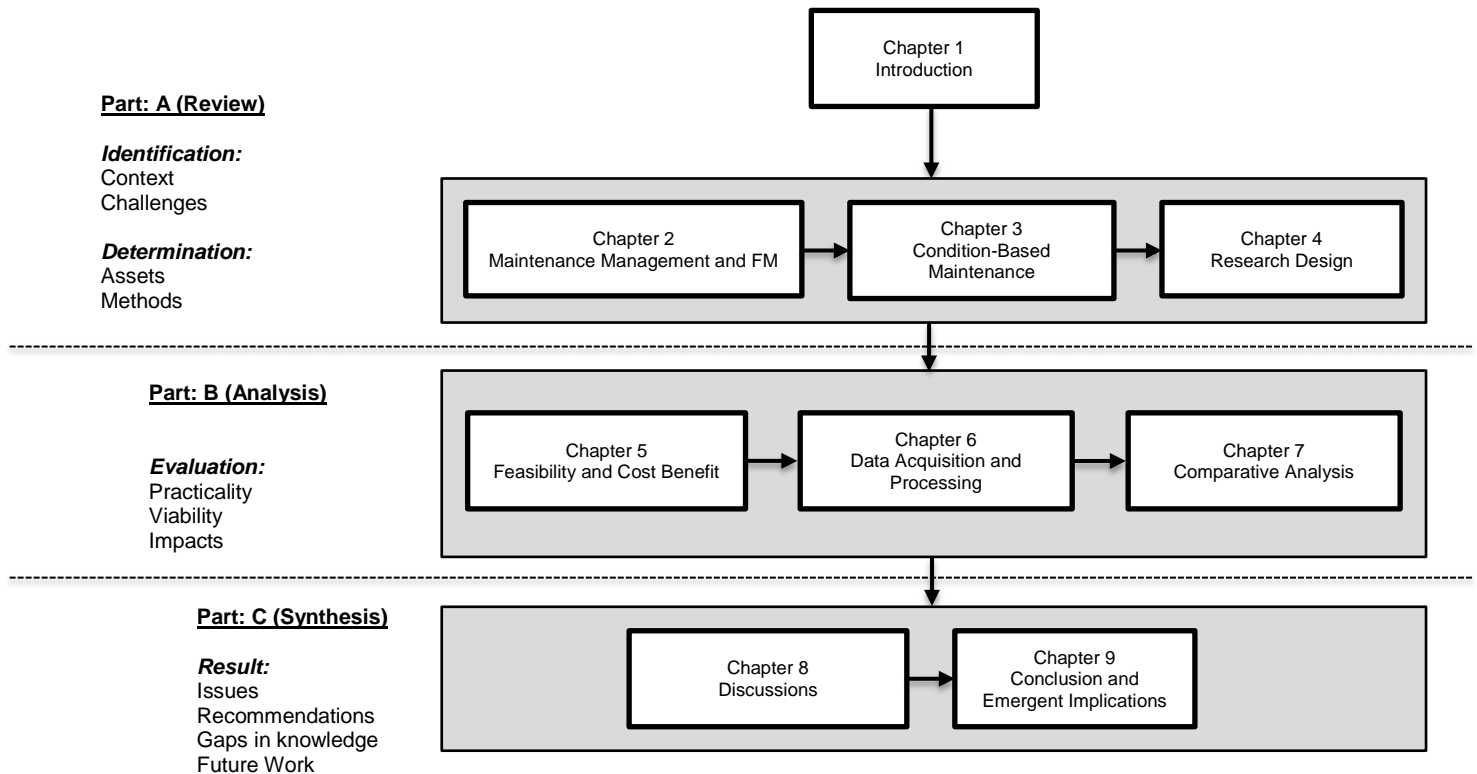 Chapter 1
Introduction
Part: A (Review)
Identification:
Context
Challenges
Determination:
Assets
Methods
Chapter 2
Maintenance Management and FM
Chapter 3
Condition-Based
Maintenance
Chapter 4
Research Design
Part: B (Analysis)
Evaluation:
Practicality
Viability
Impacts
Chapter 5
Feasibility and Cost Benefit
Chapter 6
Data Acquisition and
Processing
Chapter 7
Comparative Analysis
Part: C (Synthesis)
Result:
Issues
Recommendations
Gaps in knowledge
Future Work
Chapter 8
Discussions
Chapter 9
Conclusion and
Emergent Implications